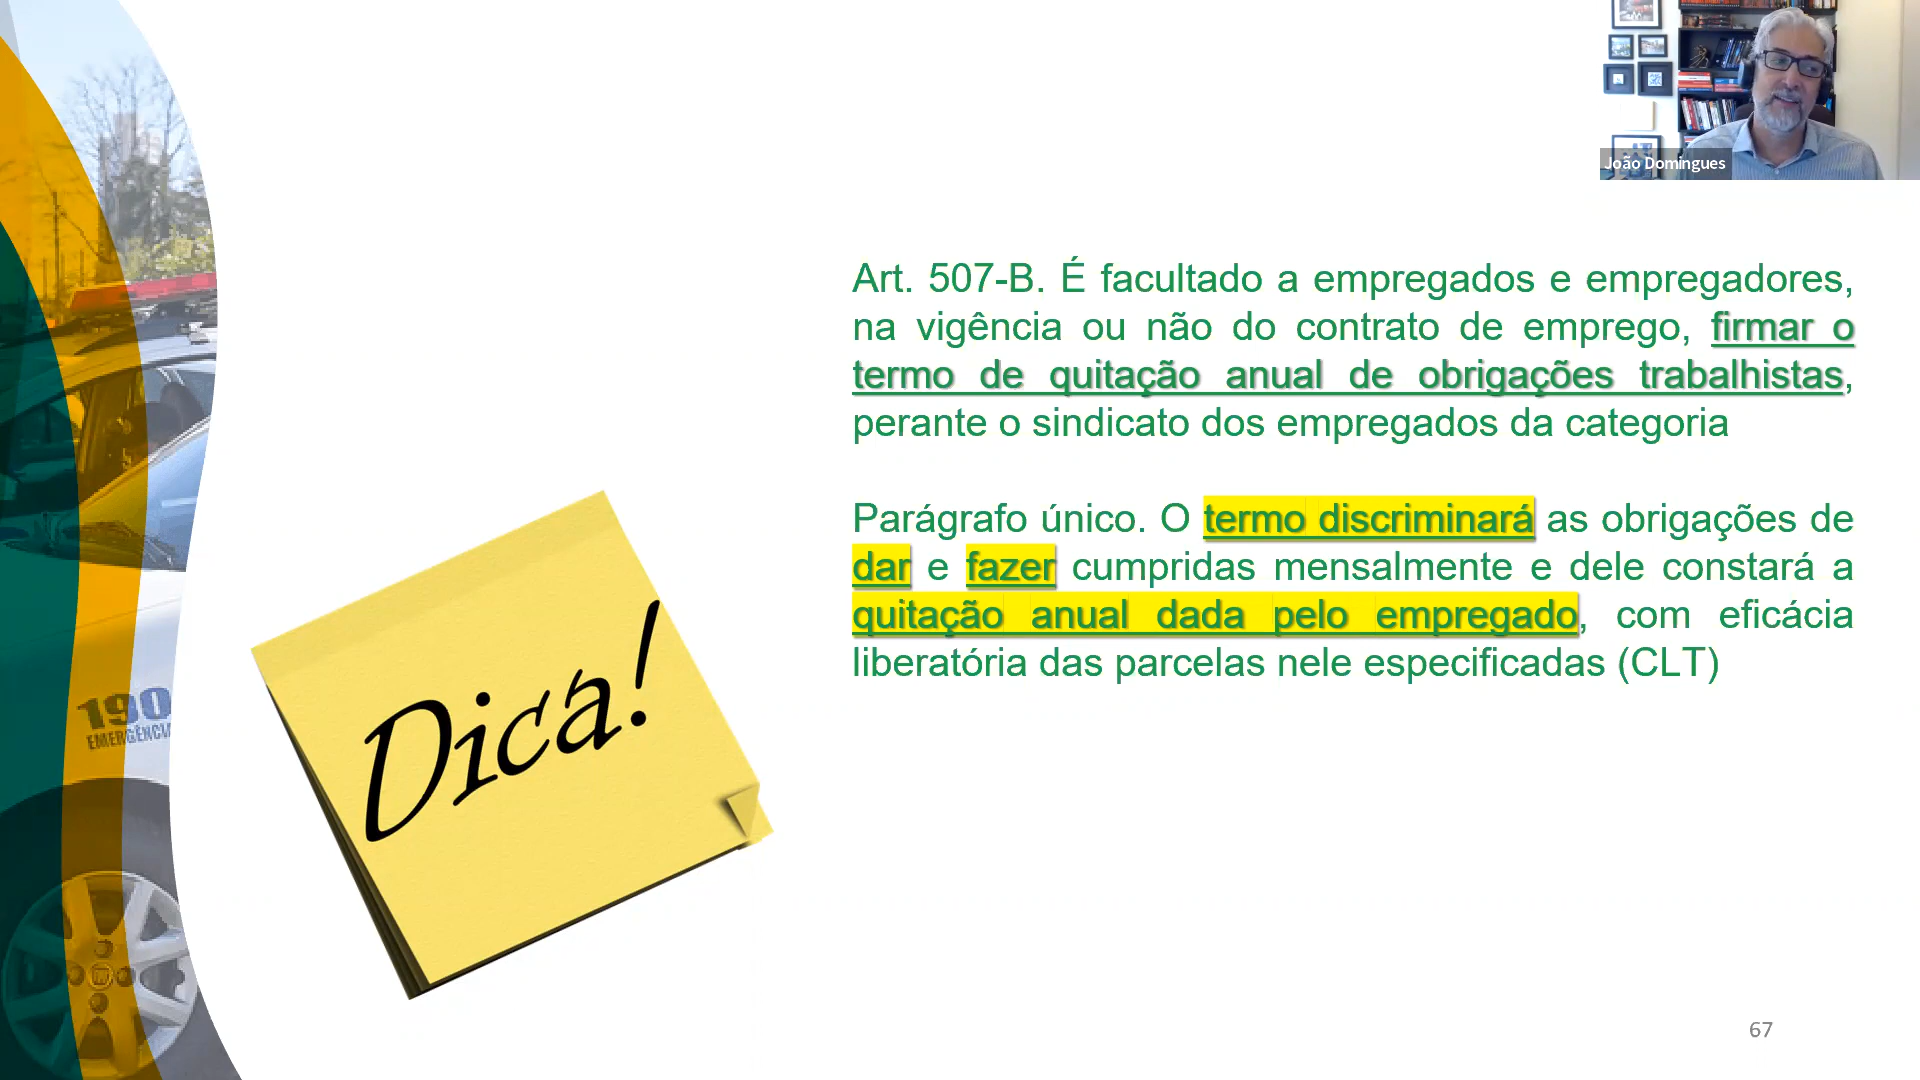 João Domingues
Art. 507-B. É facultado a empregados e empregadores,
na vigência ou não do contrato de emprego, firmar o
termo de quitação anual de obrigações trabalhistas,
perante o sindicato dos empregados da categoria
Parágrafo único. O termo discriminará as obrigações de
dar e fazer cumpridas mensalmente e dele constará a
quitação anual dada pelo empregado, com eficácia
liberatória das parcelas nele especificadas (CLT)
Dica!
190
EMERGÊNCIA
67